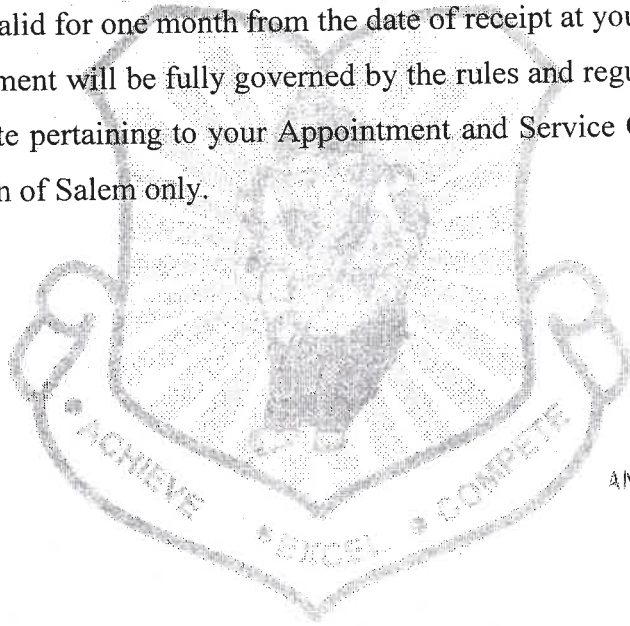 alid for one month from the date of receipt at you
ment will be fully governed by the rules and regu
te pertaining to your Appointment and Service
n of Salem only.
• ACHIEVE • EXCEL • COMPETE